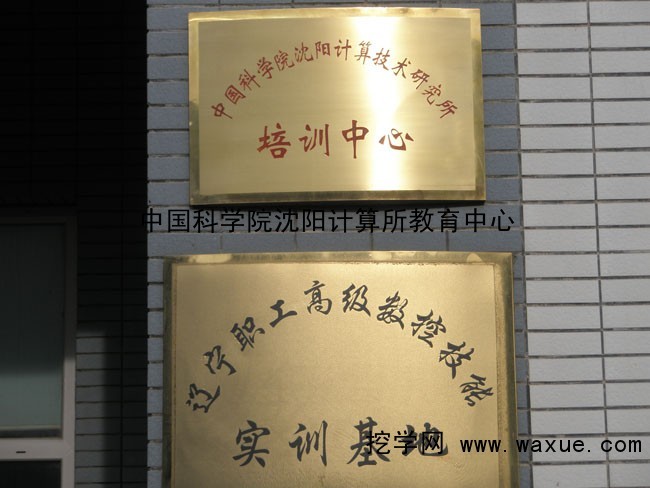 中国科学院沈阳计算技术研究所
培训中心
中国科学院沈阳计算所教育中心
辽宁职工高级数控技能
实训基地
挖学网 www.waxue.com